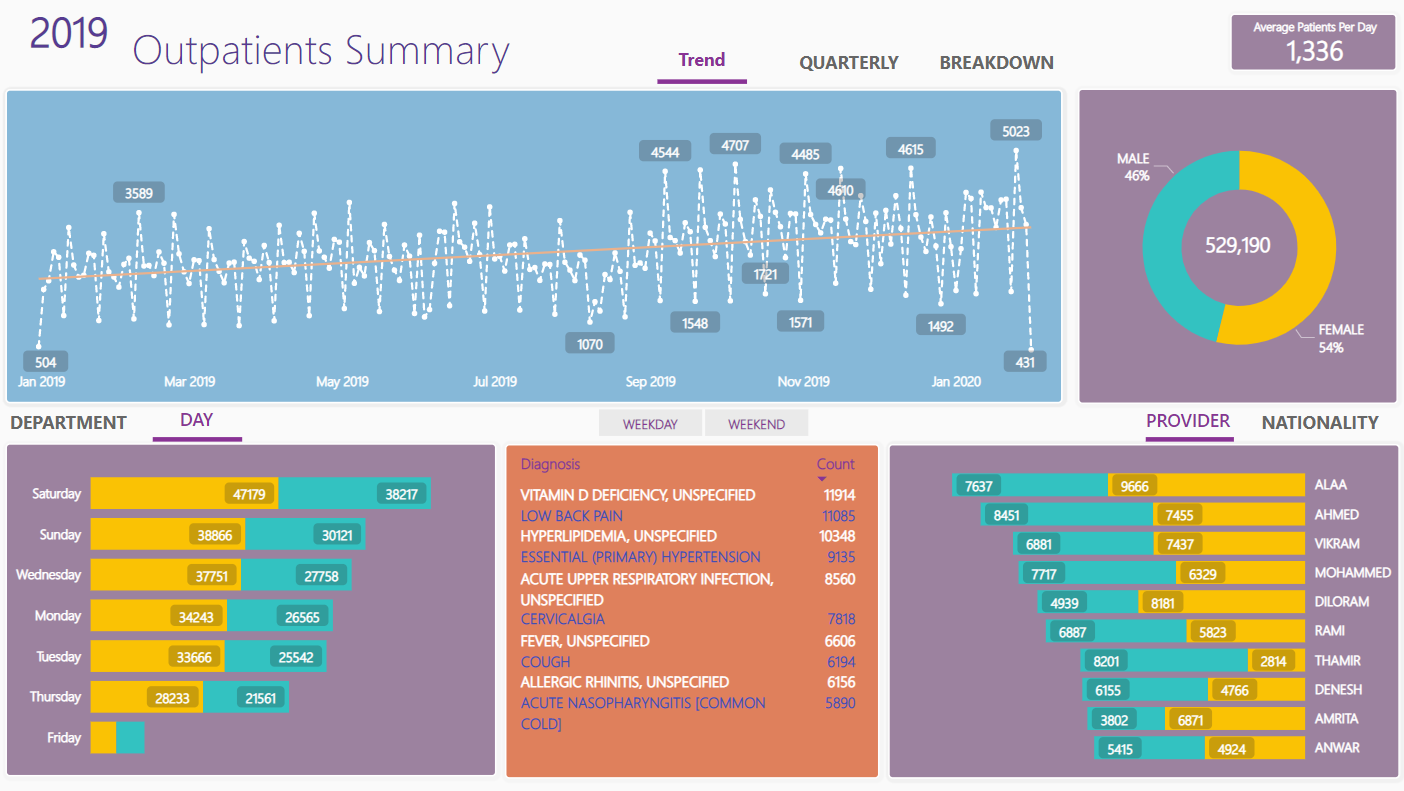 2019
Outpatients Summary
Trend
QUARTERLY
BREAKDOWN
Average Patients Per Day
1,336
3589
4544
4707
4485
4610
4615
5023
504
1070
1548
1721
1571
1492
431
Jan 2019
Mar 2019
May 2019
Jul 2019
Sep 2019
Nov 2019
Jan 2020
MALE
46%
529,190
FEMALE
54%
DEPARTMENT
DAY
WEEKDAY
WEEKEND
PROVIDER
NATIONALITY
Saturday 47179 38217
Sunday 38866 30121
Wednesday 37751 27758
Monday 34243 26565
Tuesday 33666 25542
Thursday 28233 21561
Friday
Diagnosis Count
VITAMIN D DEFICIENCY, UNSPECIFIED 11914
LOW BACK PAIN 11085
HYPERLIPIDEMIA, UNSPECIFIED 10348
ESSENTIAL (PRIMARY) HYPERTENSION 9135
ACUTE UPPER RESPIRATORY INFECTION, 8560
UNSPECIFIED
CERVICALGIA 7818
FEVER, UNSPECIFIED 6606
COUGH 6194
ALLERGIC RHINITIS, UNSPECIFIED 6156
ACUTE NASOPHARYNGITIS [COMMON 5890
COLD]
7637 9666 ALAA
8451 7455 AHMED
6881 7437 VIKRAM
7717 6329 MOHAMMED
4939 8181 DILORAM
6887 5823 RAMI
8201 2814 THAMIR
6155 4766 DENESH
3802 6871 AMRITA
5415 4924 ANWAR